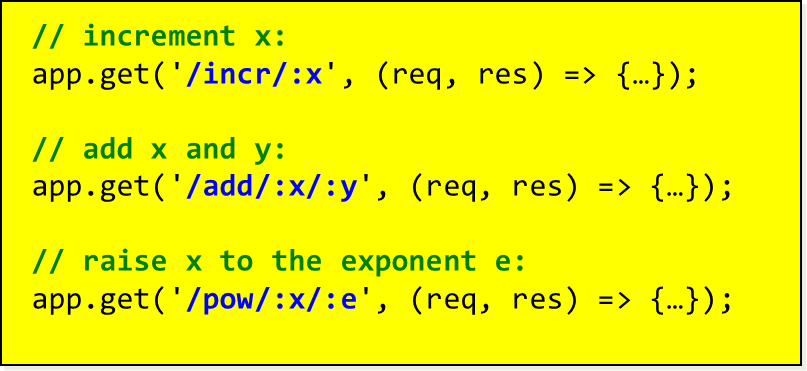 // increment x:
app.get('/incr/:x', (req, res) => {…});
// add x and y:
app.get('/add/:x/:y', (req, res) => {…});
// raise x to the exponent e:
app.get('/pow/:x/:e', (req, res) => {…});